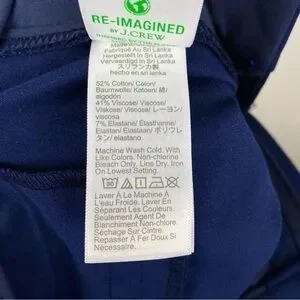 RE-IMAGINED
BY J.CREW
Fabriqué Au Sri Lanka
Hergestellt In Sri Lanka
Vervaardigd In Sri Lanka
スリランカ製
hecho en sri lanka
52% Cotton/ Coton/
Baumwolle/ Katoen/ 綿/
algodón
41% Viscose/ Viscose/
Viskose/ Viscose/ レーヨン/
viscosa
7% Elastane/ Élasthanne/
Elastan/ Elastaan/ ポリウレ
タン/ elastano
Machine Wash Cold. With
Like Colors. Non-chlorine
Bleach Only. Line Dry. Iron
On Lowest Setting.
Laver À La Machine À
L'eau Froide. Laver En
Séparant Les Couleurs.
Seulement Agent De
Blanchiment Non-chloré.
Séchage Sur Cintre.
Repasser À Fer Doux Si
Nécessaire.